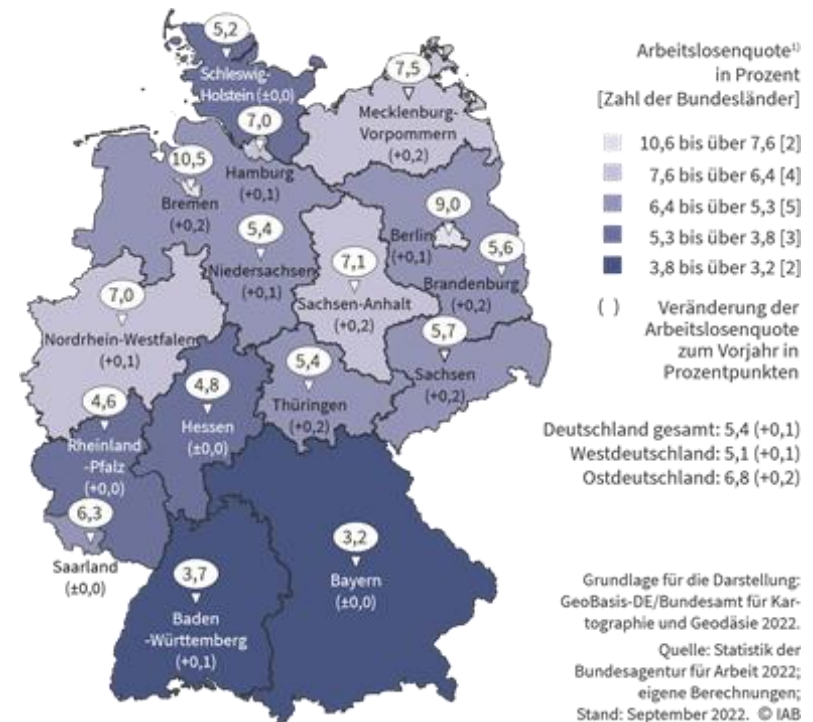 5,2
Schleswig-
Holstein (±0,0)
7,5
Mecklenburg-
Vorpommern
(+0,2)
7,0
Hamburg
(+0,1)
10,5
Bremen
(+0,2)
9,0
Berlin
(+0,1)
5,4
Niedersachsen
(+0,1)
5,6
Brandenburg
(+0,2)
7,1
Sachsen-Anhalt
(+0,2)
7,0
Nordrhein-Westfalen
(+0,1)
5,7
Sachsen
(+0,2)
5,4
Thüringen
(+0,2)
4,8
Hessen
(±0,0)
4,6
Rheinland
-Pfalz
(+0,0)
6,3
Saarland
(±0,0)
3,2
Bayern
(±0,0)
3,7
Baden
-Württemberg
(+0,1)
Arbeitslosenquote¹⁾
in Prozent
[Zahl der Bundesländer]
10,6 bis über 7,6 [2]
7,6 bis über 6,4 [4]
6,4 bis über 5,3 [5]
5,3 bis über 3,8 [3]
3,8 bis über 3,2 [2]
( ) Veränderung der
Arbeitslosenquote
zum Vorjahr in
Prozentpunkten
Deutschland gesamt: 5,4 (+0,1)
Westdeutschland: 5,1 (+0,1)
Ostdeutschland: 6,8 (+0,2)
Grundlage für die Darstellung:
GeoBasis-DE/Bundesamt für Kar-
tographie und Geodäsie 2022.
Quelle: Statistik der
Bundesagentur für Arbeit 2022;
eigene Berechnungen;
Stand: September 2022. © IAB